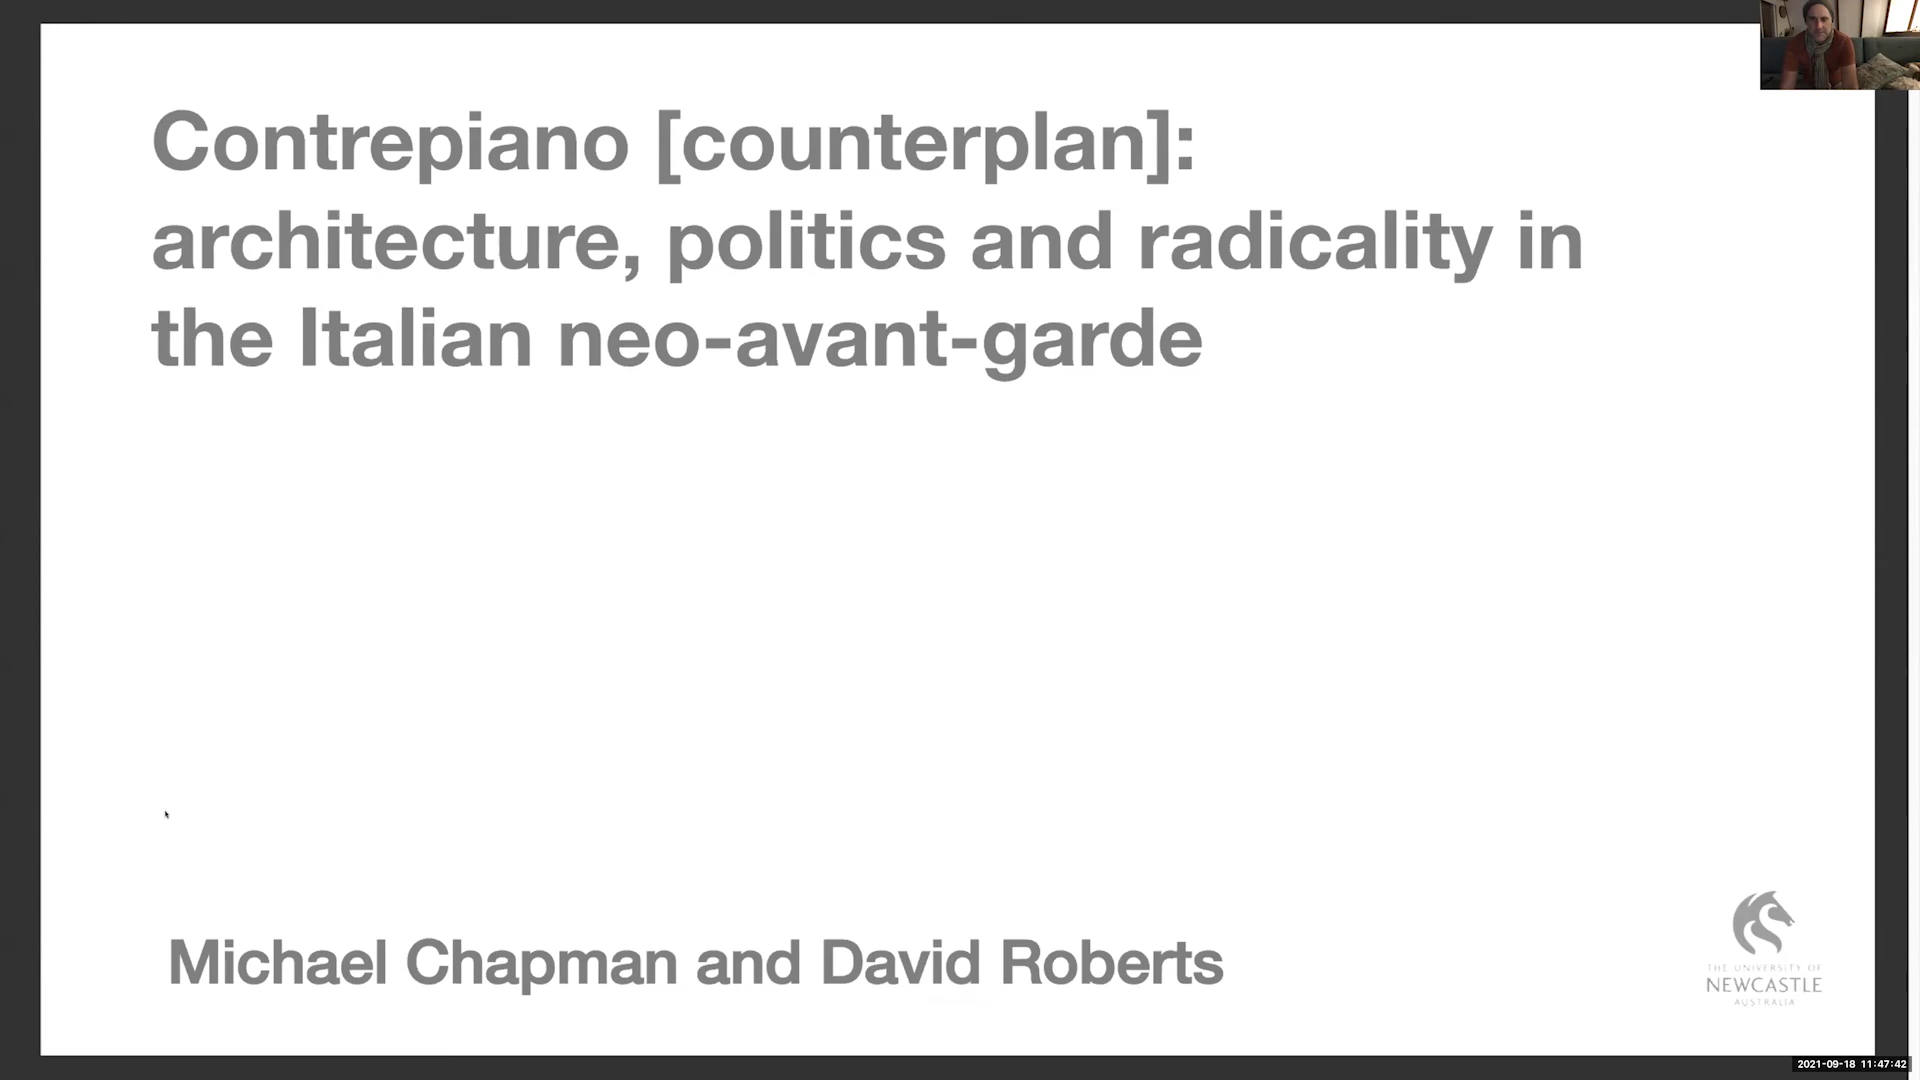 Contrepiano [counterplan]:
architecture, politics and radicality in
the Italian neo-avant-garde
Michael Chapman and David Roberts
THE UNIVERSITY OF
NEWCASTLE
AUSTRALIA
2021-09-18 11:47:42